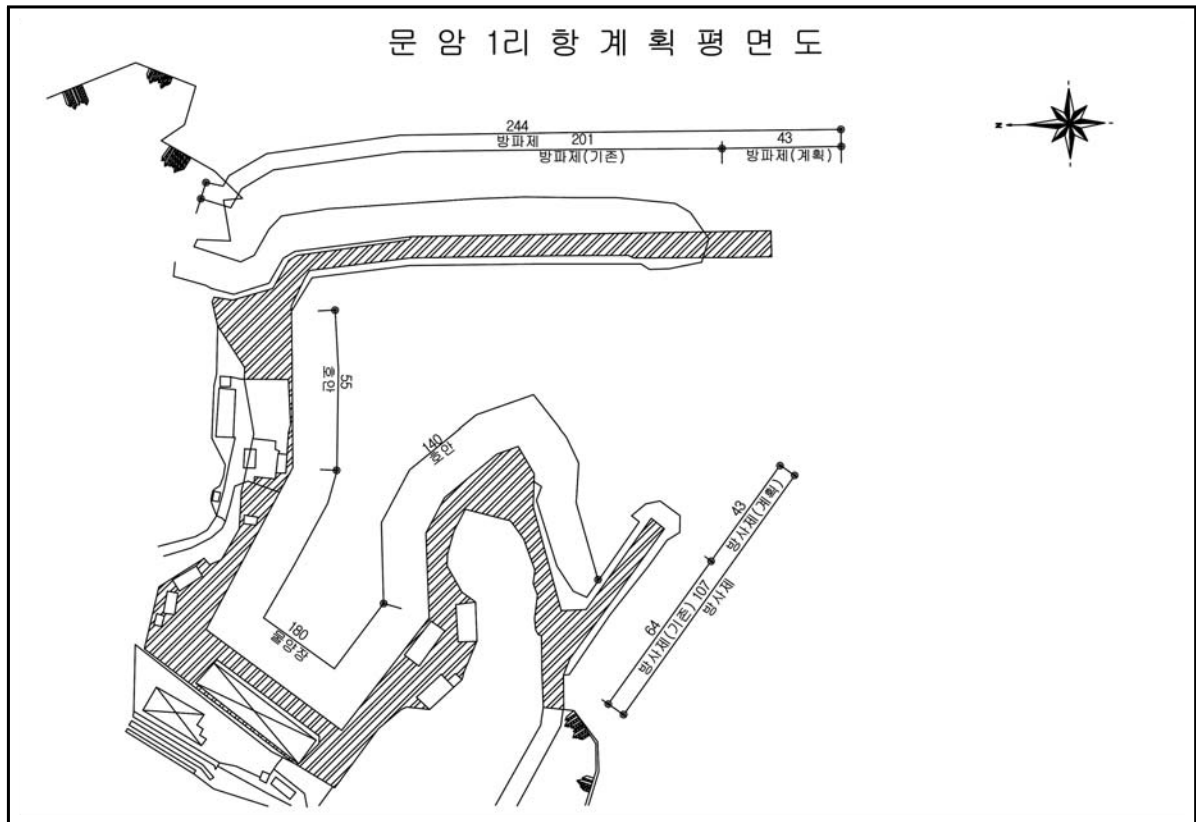 문 암 1리 항 계 획 평 면 도
244
방파제
201
방파제(기존)
43
방파제(계획)
N
55
호안
140
호안
180
물양장
43
방사제(계획)
64
방사제(기존)
107
방사제